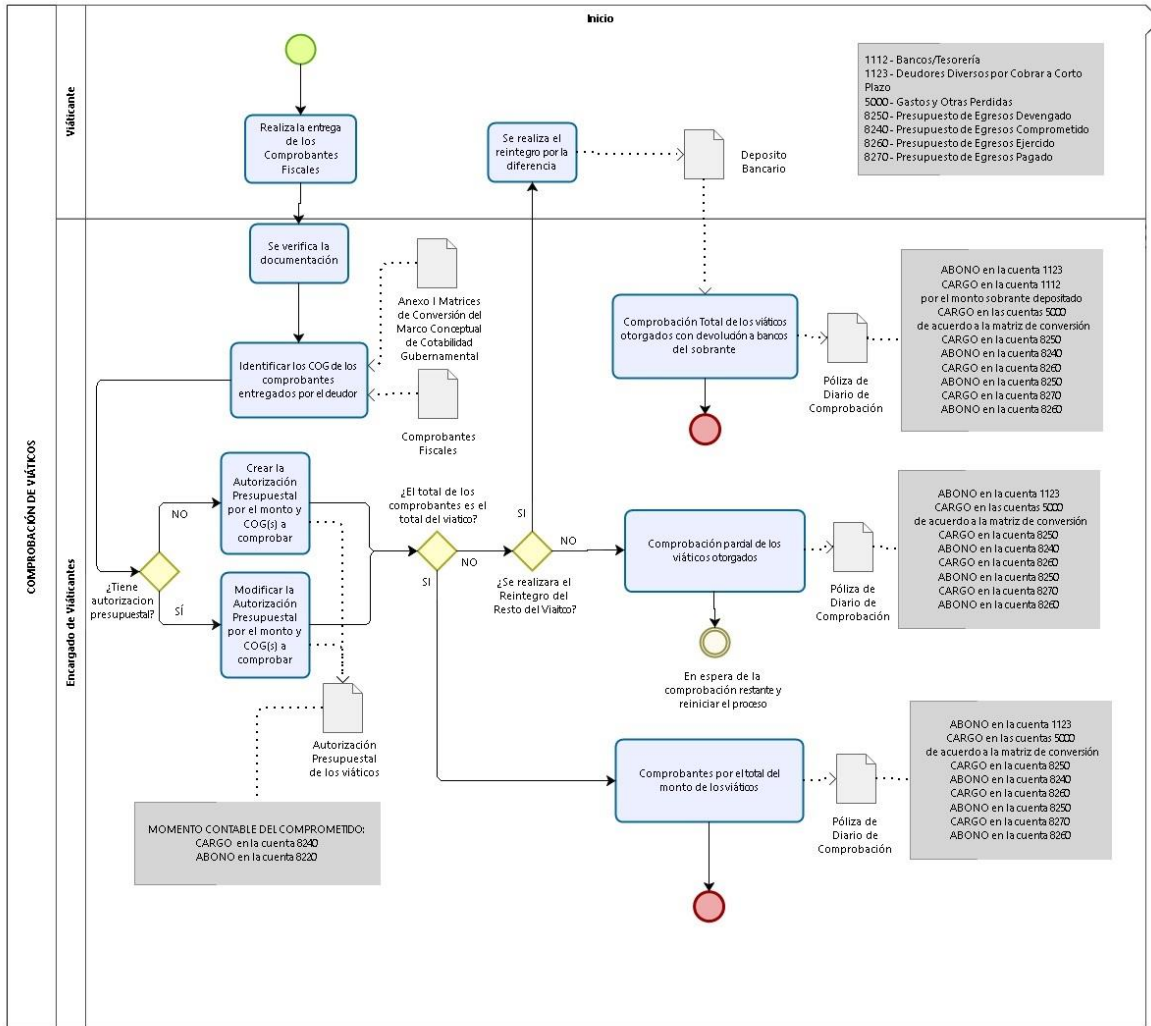 Inicio
COMPROBACIÓN DE VIÁTICOS
Viáticante
Realiza la entrega
de los
Comprobantes
Fiscales
Se realiza el
reintegro por la
diferencia
Deposito
Bancario
1112 - Bancos/Tesorería
1123 - Deudores Diversos por Cobrar a Corto
Plazo
5000 - Gastos y Otras Perdidas
8250 - Presupuesto de Egresos Devengado
8240 - Presupuesto de Egresos Comprometido
8260 - Presupuesto de Egresos Ejercido
8270 - Presupuesto de Egresos Pagado
Encargado de Viáticantes
Se verifica la
documentación
Anexo I Matrices
de Conversión del
Marco Conceptual
de Cotabilidad
Gubernamental
Identificar los COG de los
comprobantes
entregados por el deudor
Comprobantes
Fiscales
Comprobación Total de los viáticos
otorgados con devolución a bancos
del sobrante
Póliza de
Diario de
Comprobación
ABONO en la cuenta 1123
CARGO en la cuenta 1112
por el monto sobrante depositado
CARGO en las cuentas 5000
de acuerdo a la matriz de conversión
CARGO en la cuenta 8250
ABONO en la cuenta 8240
CARGO en la cuenta 8260
ABONO en la cuenta 8250
CARGO en la cuenta 8270
ABONO en la cuenta 8260
¿Tiene
autorizacion
presupuestal?
NO
SÍ
Crear la
Autorización
Presupuestal
por el monto y
COG(s) a
comprobar
Modificar la
Autorización
Presupuestal
por el monto y
COG(s) a
comprobar
Autorización
Presupuestal
de los viáticos
MOMENTO CONTABLE DEL COMPROMETIDO:
CARGO en la cuenta 8240
ABONO en la cuenta 8220
¿El total de los
comprobantes es el
total del viatico?
NO
SI
¿Se realizara el
Reintegro del
Resto del Viaitco?
SI
NO
Comprobación parcial de los
viáticos otorgados
Póliza de
Diario de
Comprobación
ABONO en la cuenta 1123
CARGO en las cuentas 5000
de acuerdo a la matriz de conversión
CARGO en la cuenta 8250
ABONO en la cuenta 8240
CARGO en la cuenta 8260
ABONO en la cuenta 8250
CARGO en la cuenta 8270
ABONO en la cuenta 8260
En espera de la
comprobación restante y
reiniciar el proceso
Comprobantes por el total del
monto de los viáticos
Póliza de
Diario de
Comprobación
ABONO en la cuenta 1123
CARGO en las cuentas 5000
de acuerdo a la matriz de conversión
CARGO en la cuenta 8250
ABONO en la cuenta 8240
CARGO en la cuenta 8260
ABONO en la cuenta 8250
CARGO en la cuenta 8270
ABONO en la cuenta 8260